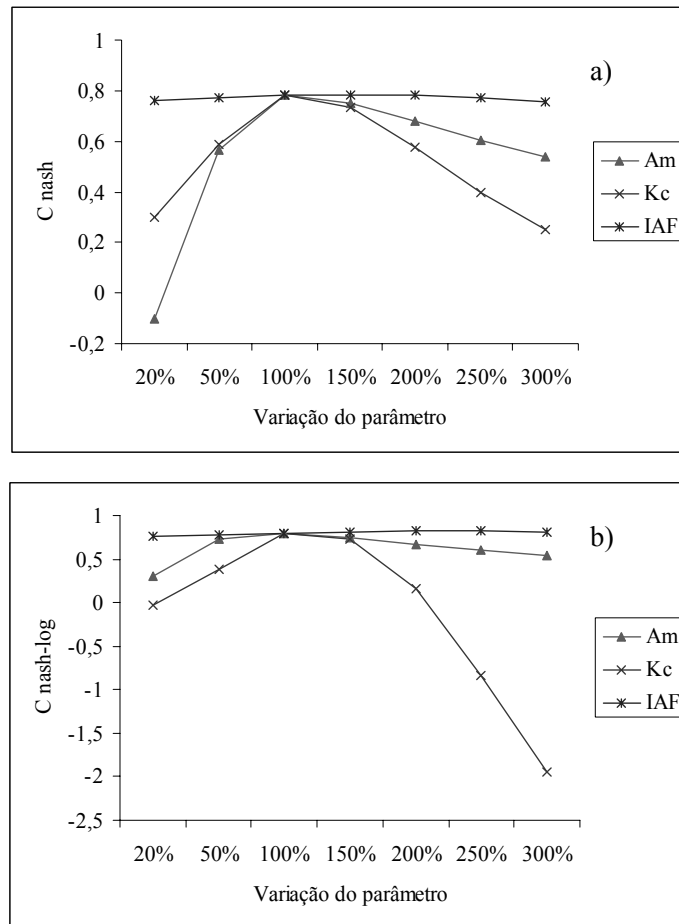 a)
1
0,8
0,6
0,4
0,2
0
-0,2
C nash
20% 50% 100% 150% 200% 250% 300%
Variação do parâmetro
Am
Kc
IAF
b)
1
0,5
0
-0,5
-1
-1,5
-2
-2,5
C nash-log
20% 50% 100% 150% 200% 250% 300%
Variação do parâmetro
Am
Kc
IAF